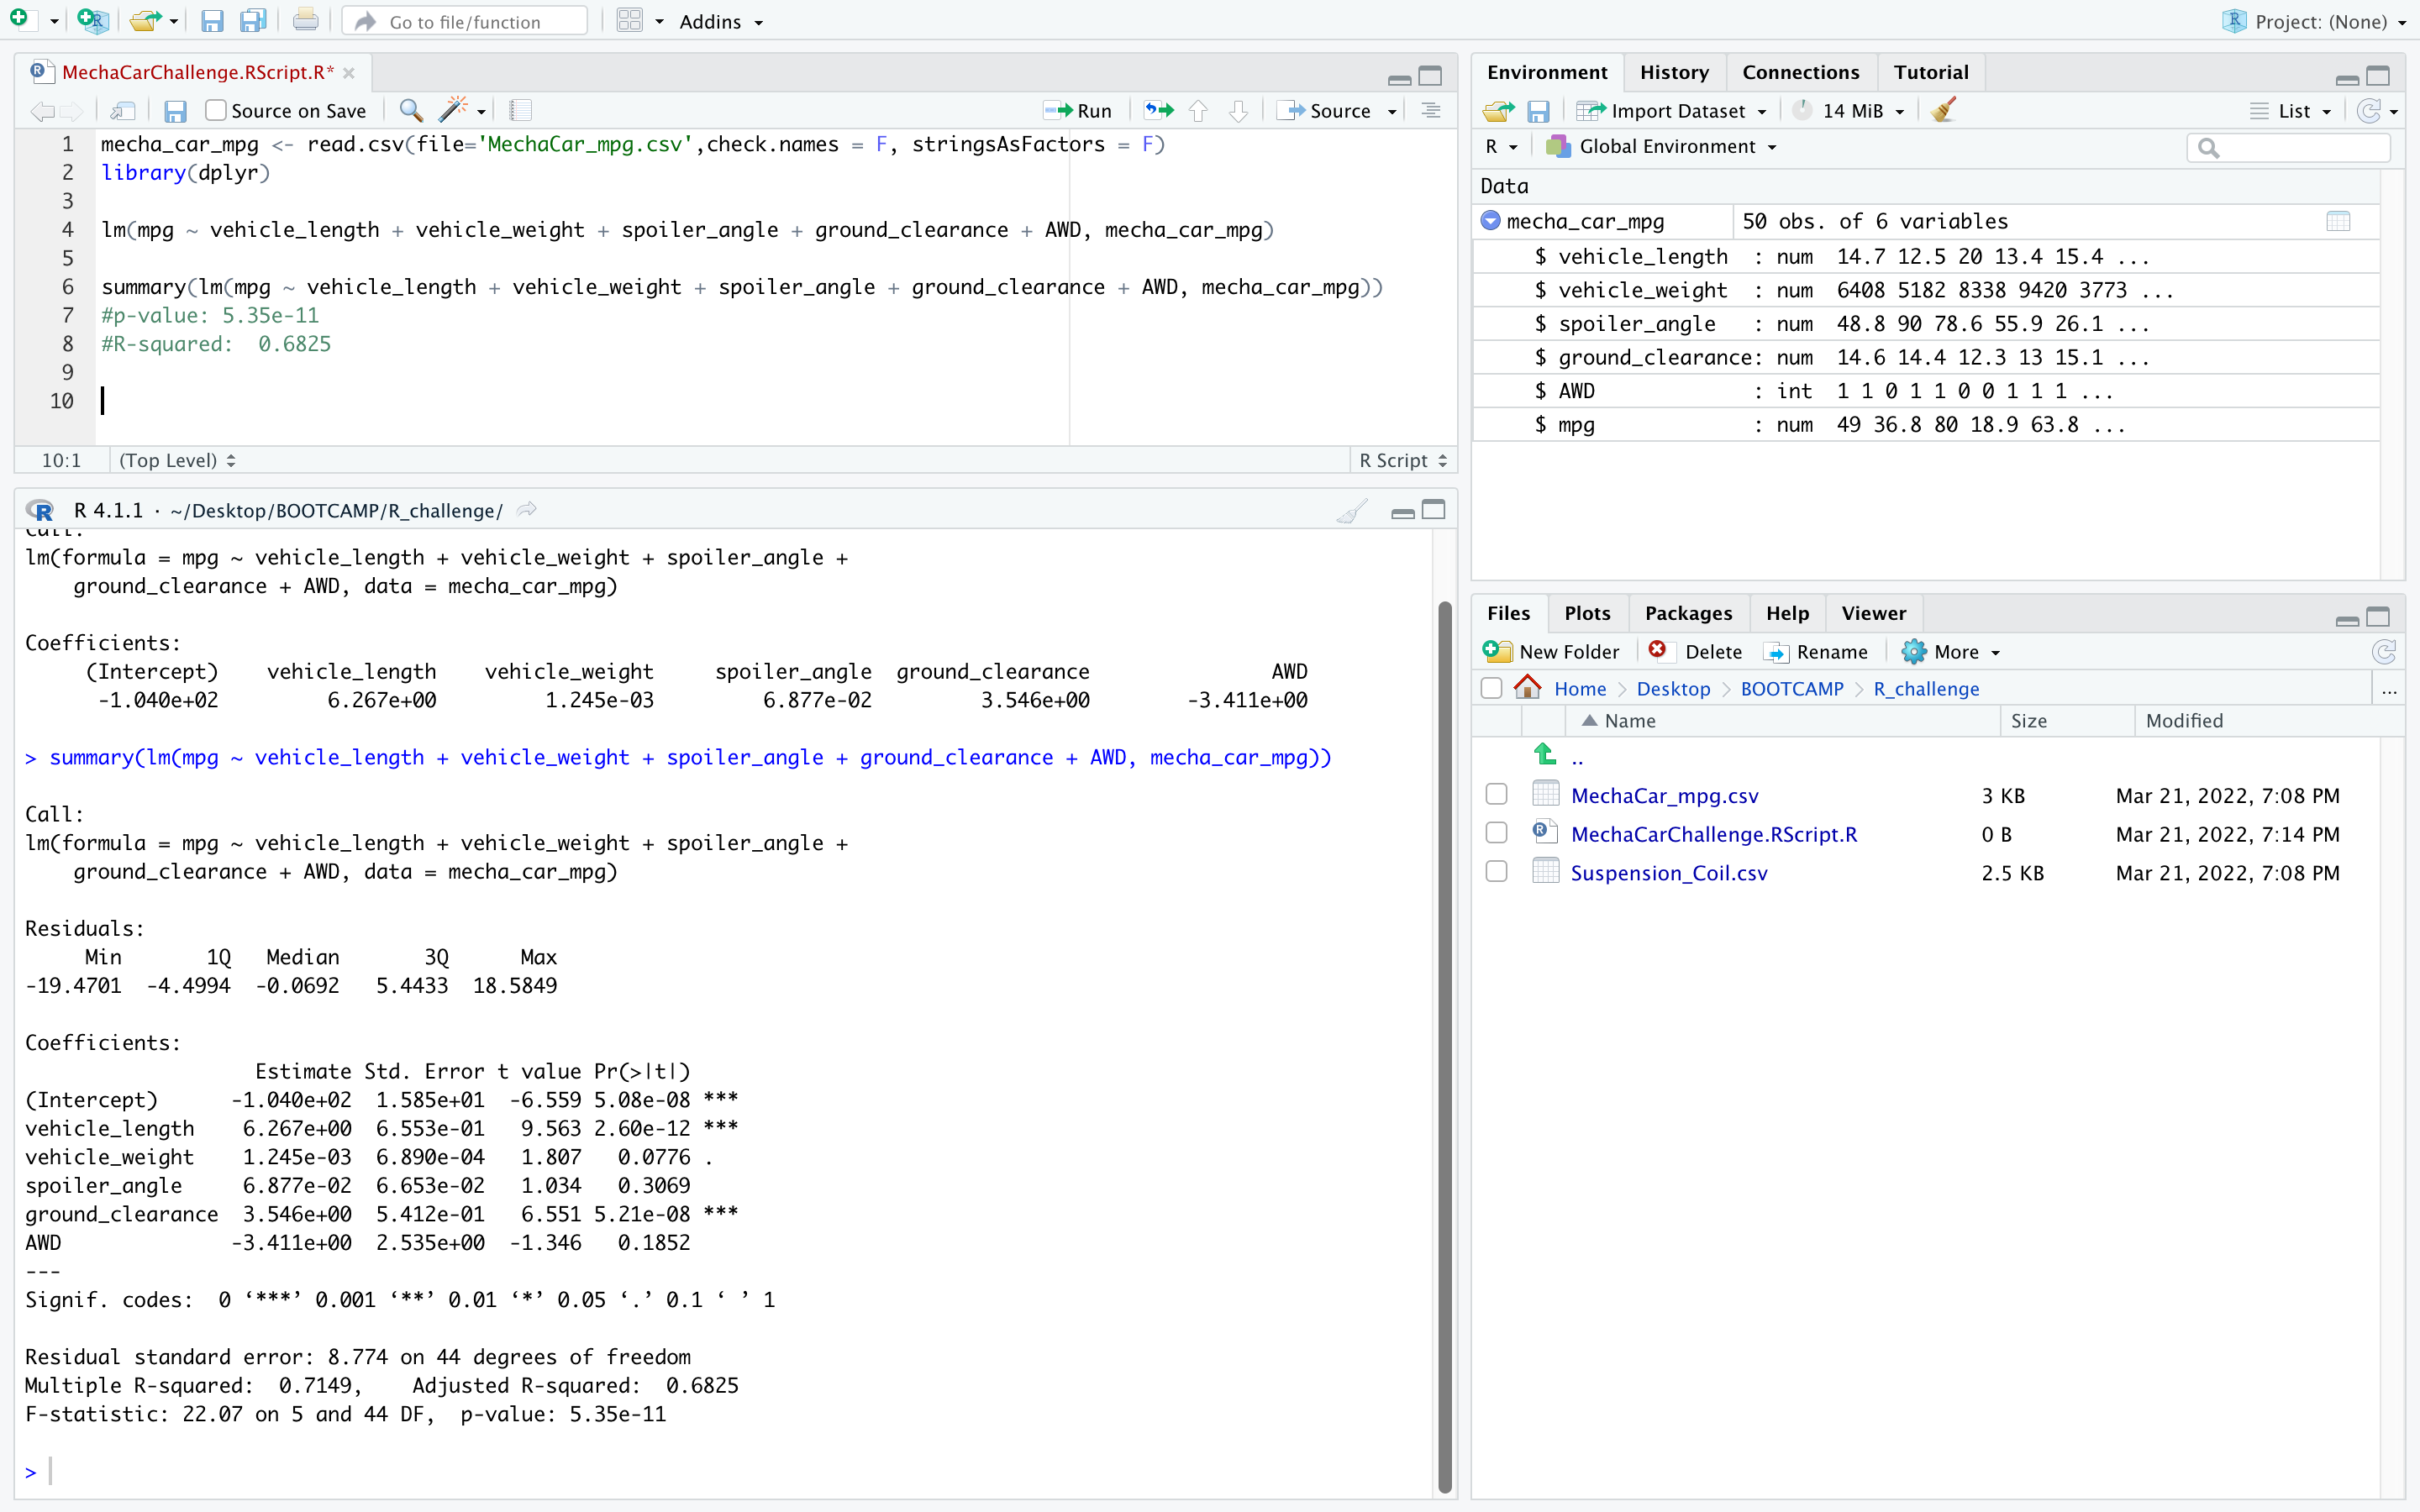 Go to file/function Addins Project: (None)
MechaCarChallenge.RScript.R*
Source on Save Run Source
1 mecha_car_mpg <- read.csv(file='MechaCar_mpg.csv',check.names = F, stringsAsFactors = F)
2 library(dplyr)
3
4 lm(mpg ~ vehicle_length + vehicle_weight + spoiler_angle + ground_clearance + AWD, mecha_car_mpg)
5
6 summary(lm(mpg ~ vehicle_length + vehicle_weight + spoiler_angle + ground_clearance + AWD, mecha_car_mpg))
7 #p-value: 5.35e-11
8 #R-squared:  0.6825
9
10
10:1 (Top Level) R Script
R 4.1.1 · ~/Desktop/BOOTCAMP/R_challenge/
Call:
lm(formula = mpg ~ vehicle_length + vehicle_weight + spoiler_angle +
    ground_clearance + AWD, data = mecha_car_mpg)
Coefficients:
     (Intercept)    vehicle_length    vehicle_weight     spoiler_angle  ground_clearance               AWD
      -1.040e+02         6.267e+00         1.245e-03         6.877e-02         3.546e+00        -3.411e+00
> summary(lm(mpg ~ vehicle_length + vehicle_weight + spoiler_angle + ground_clearance + AWD, mecha_car_mpg))
Call:
lm(formula = mpg ~ vehicle_length + vehicle_weight + spoiler_angle +
    ground_clearance + AWD, data = mecha_car_mpg)
Residuals:
     Min       1Q   Median       3Q      Max
-19.4701  -4.4994  -0.0692   5.4433  18.5849
Coefficients:
                   Estimate Std. Error t value Pr(>|t|)
(Intercept)      -1.040e+02  1.585e+01  -6.559 5.08e-08 ***
vehicle_length    6.267e+00  6.553e-01   9.563 2.60e-12 ***
vehicle_weight    1.245e-03  6.890e-04   1.807   0.0776 .
spoiler_angle     6.877e-02  6.653e-02   1.034   0.3069
ground_clearance  3.546e+00  5.412e-01   6.551 5.21e-08 ***
AWD              -3.411e+00  2.535e+00  -1.346   0.1852
---
Signif. codes:  0 ‘***’ 0.001 ‘**’ 0.01 ‘*’ 0.05 ‘.’ 0.1 ‘ ’ 1
Residual standard error: 8.774 on 44 degrees of freedom
Multiple R-squared:  0.7149,    Adjusted R-squared:  0.6825
F-statistic: 22.07 on 5 and 44 DF,  p-value: 5.35e-11
>
Environment History Connections Tutorial
Import Dataset 14 MiB List
R Global Environment
Data
mecha_car_mpg 50 obs. of 6 variables
$ vehicle_length  : num  14.7 12.5 20 13.4 15.4 ...
$ vehicle_weight  : num  6408 5182 8338 9420 3773 ...
$ spoiler_angle   : num  48.8 90 78.6 55.9 26.1 ...
$ ground_clearance: num  14.6 14.4 12.3 13 15.1 ...
$ AWD             : int  1 1 0 1 1 0 0 1 1 1 ...
$ mpg             : num  49 36.8 80 18.9 63.8 ...
Files Plots Packages Help Viewer
New Folder Delete Rename More
Home Desktop BOOTCAMP R_challenge ...
Name Size Modified
..
MechaCar_mpg.csv 3 KB Mar 21, 2022, 7:08 PM
MechaCarChallenge.RScript.R 0 B Mar 21, 2022, 7:14 PM
Suspension_Coil.csv 2.5 KB Mar 21, 2022, 7:08 PM